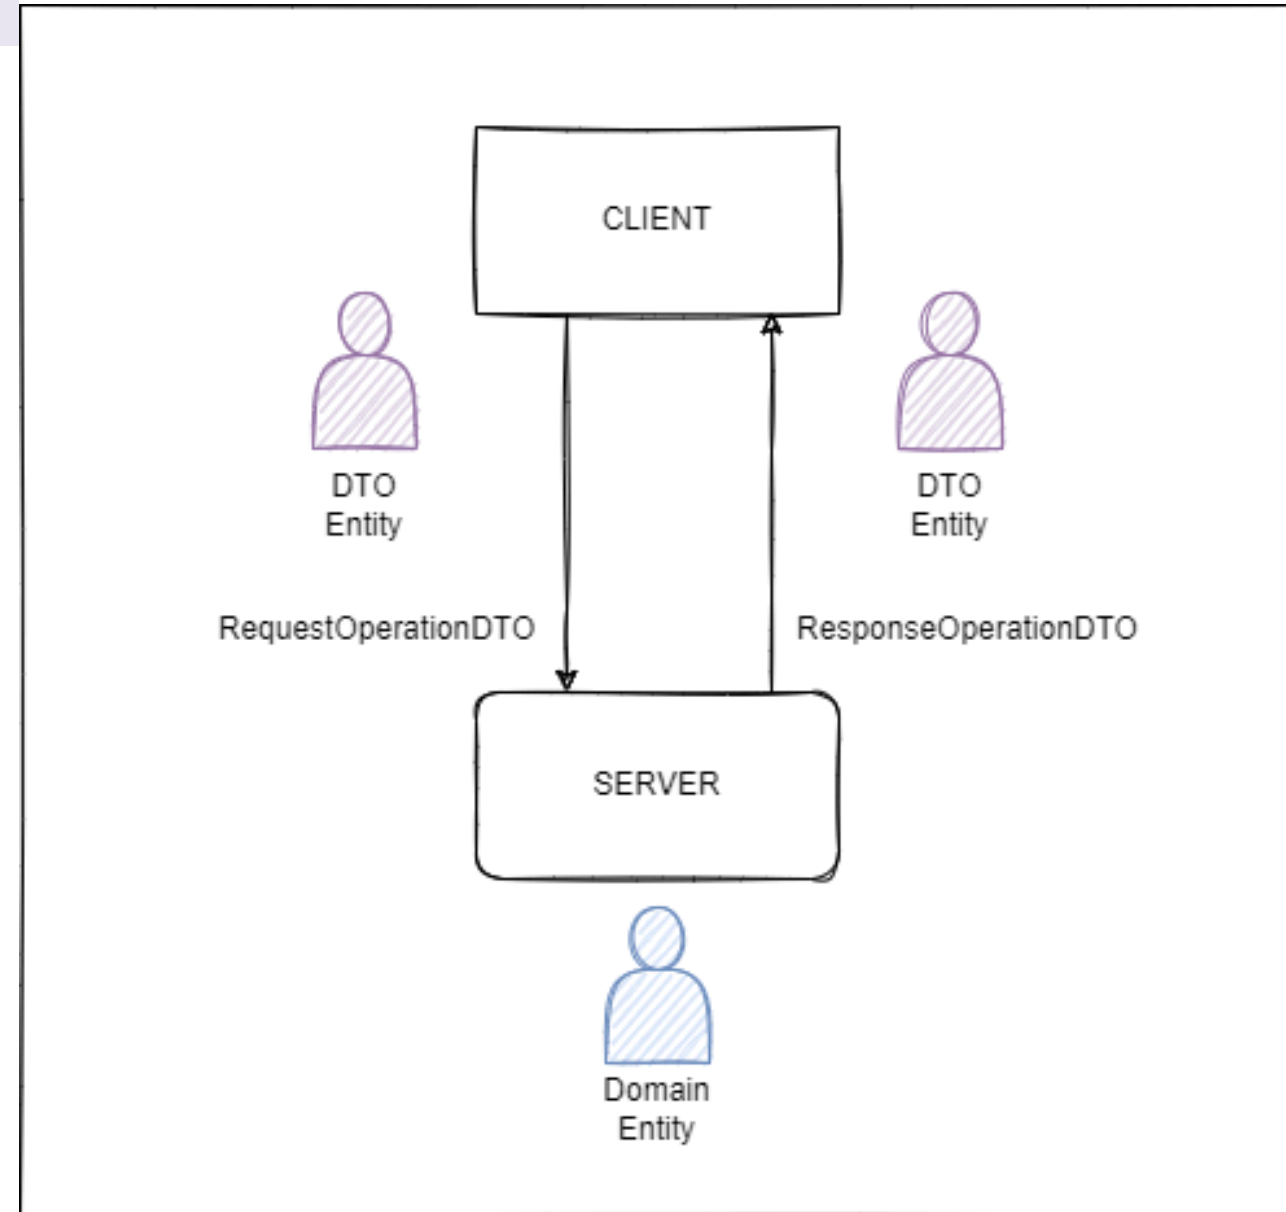 CLIENT
DTO
Entity
DTO
Entity
RequestOperationDTO
ResponseOperationDTO
SERVER
Domain
Entity